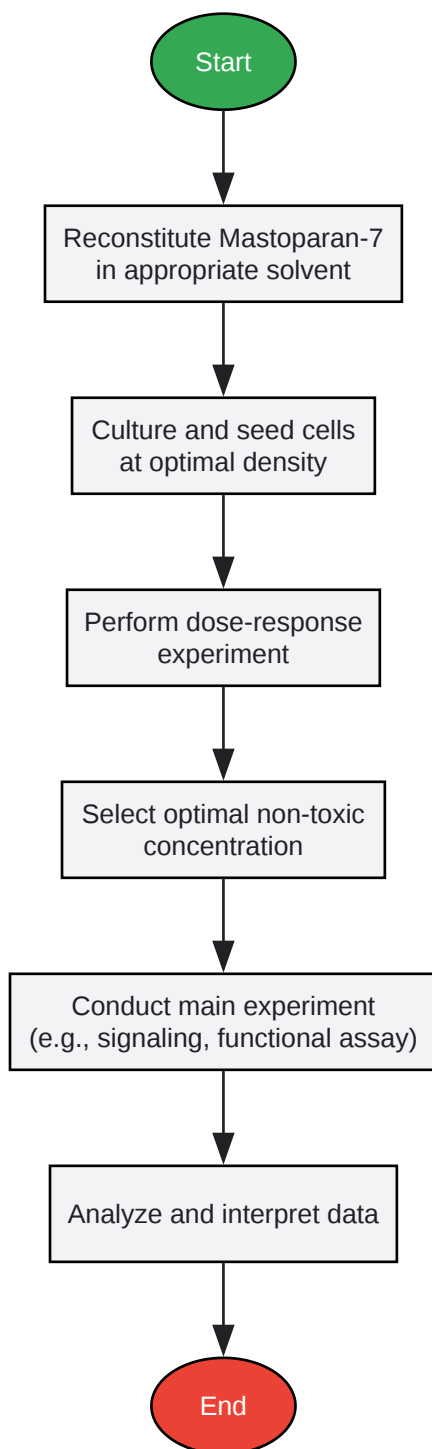 Start
Reconstitute Mastoparan-7
in appropriate solvent
Culture and seed cells
at optimal density
Perform dose-response
experiment
Select optimal non-toxic
concentration
Conduct main experiment
(e.g., signaling, functional assay)
Analyze and interpret data
End